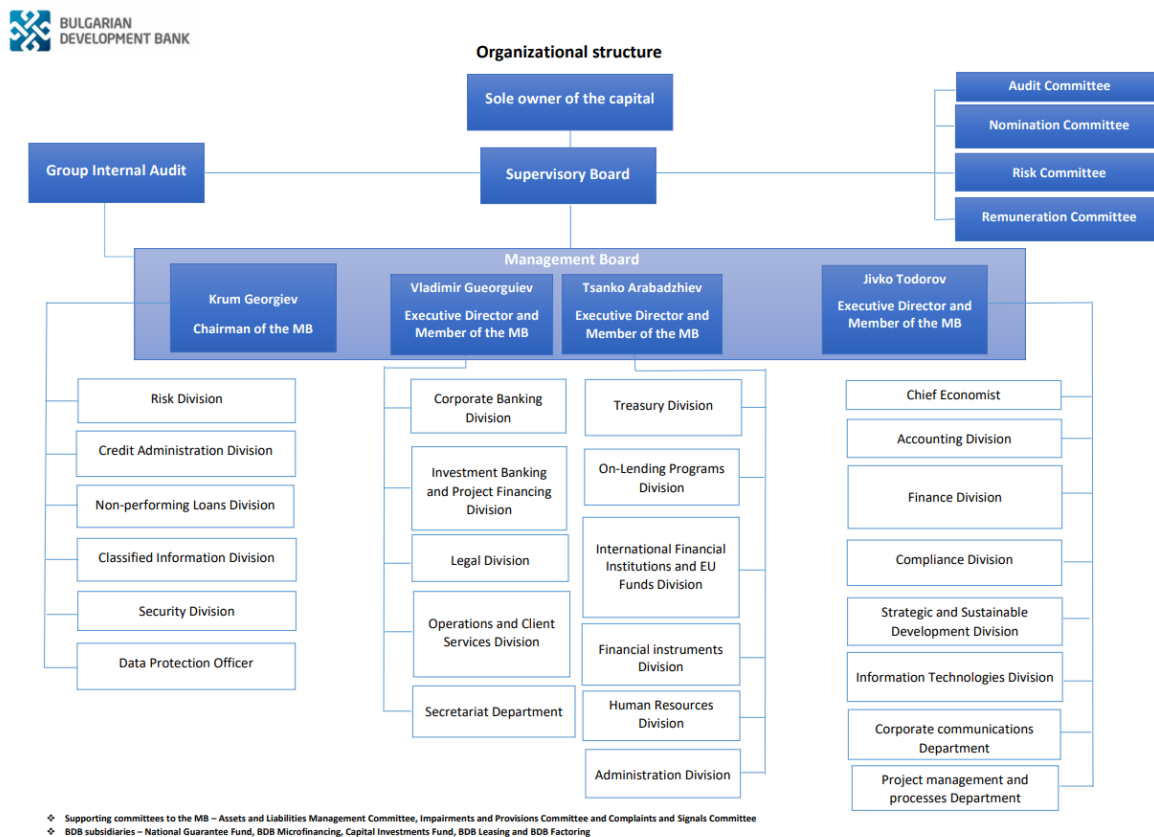 BULGARIAN
DEVELOPMENT BANK
Organizational structure
Sole owner of the capital
Audit Committee
Nomination Committee
Risk Committee
Remuneration Committee
Group Internal Audit
Supervisory Board
Management Board
Krum Georgiev
Chairman of the MB
Vladimir Gueorguiev
Executive Director and
Member of the MB
Tsanko Arabadzhiev
Executive Director and
Member of the MB
Jivko Todorov
Executive Director and
Member of the MB
Risk Division
Credit Administration Division
Non-performing Loans Division
Classified Information Division
Security Division
Data Protection Officer
Corporate Banking
Division
Investment Banking
and Project Financing
Division
Legal Division
Operations and Client
Services Division
Secretariat Department
Treasury Division
On-Lending Programs
Division
International Financial
Institutions and EU
Funds Division
Financial instruments
Division
Human Resources
Division
Administration Division
Chief Economist
Accounting Division
Finance Division
Compliance Division
Strategic and Sustainable
Development Division
Information Technologies Division
Corporate communications
Department
Project management and
processes Department
❖ Supporting committees to the MB – Assets and Liabilities Management Committee, Impairments and Provisions Committee and Complaints and Signals Committee
❖ BDB subsidiaries – National Guarantee Fund, BDB Microfinancing, Capital Investments Fund, BDB Leasing and BDB Factoring